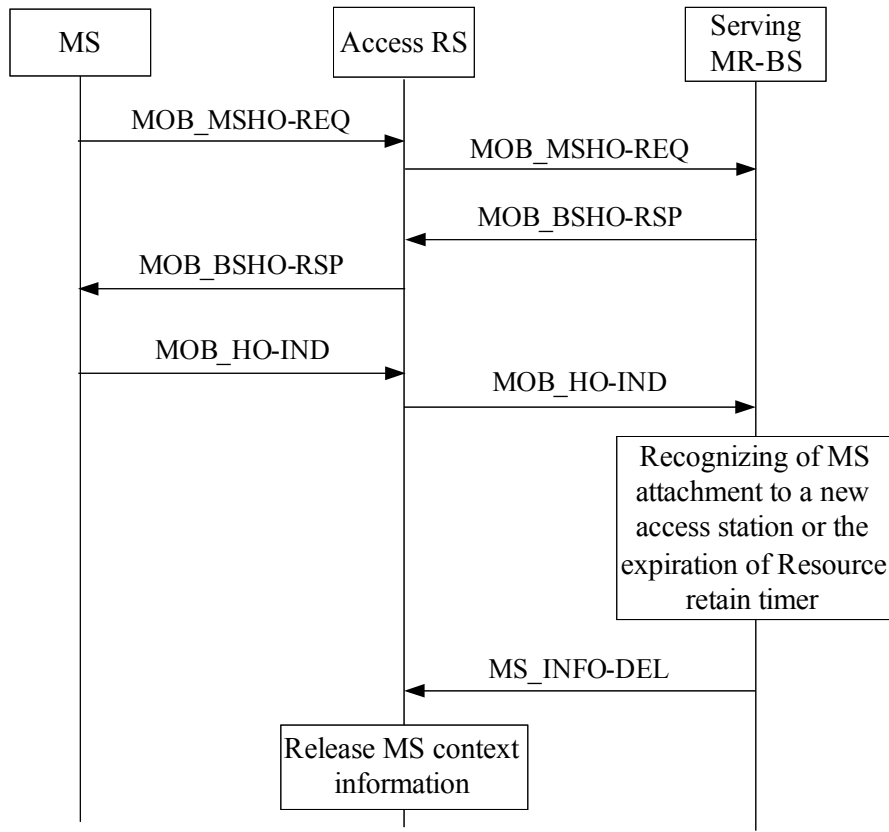 MS
Access RS
Serving
MR-BS
MOB_MSHO-REQ
MOB_MSHO-REQ
MOB_BSHO-RSP
MOB_BSHO-RSP
MOB_HO-IND
MOB_HO-IND
Recognizing of MS
attachment to a new
access station or the
expiration of Resource
retain timer
MS_INFO-DEL
Release MS context
information